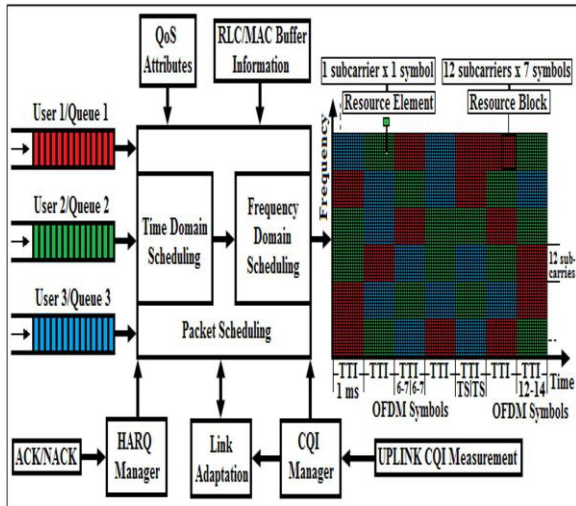 QoS
Attributes
RLC/MAC Buffer
Information
1 subcarrier x 1 symbol
12 subcarriers x 7 symbols
Resource Element
Resource Block
User 1/Queue 1
User 2/Queue 2
User 3/Queue 3
Time Domain
Scheduling
Frequency
Domain
Scheduling
Packet Scheduling
Frequency
12 sub-
carries
TTI TTI TTI TTI TTI TTI TTI Time
1 ms 6-7 6-7 TS TS 12-14
OFDM Symbols OFDM Symbols
ACK/NACK
HARQ
Manager
Link
Adaptation
CQI
Manager
UPLINK CQI Measurement